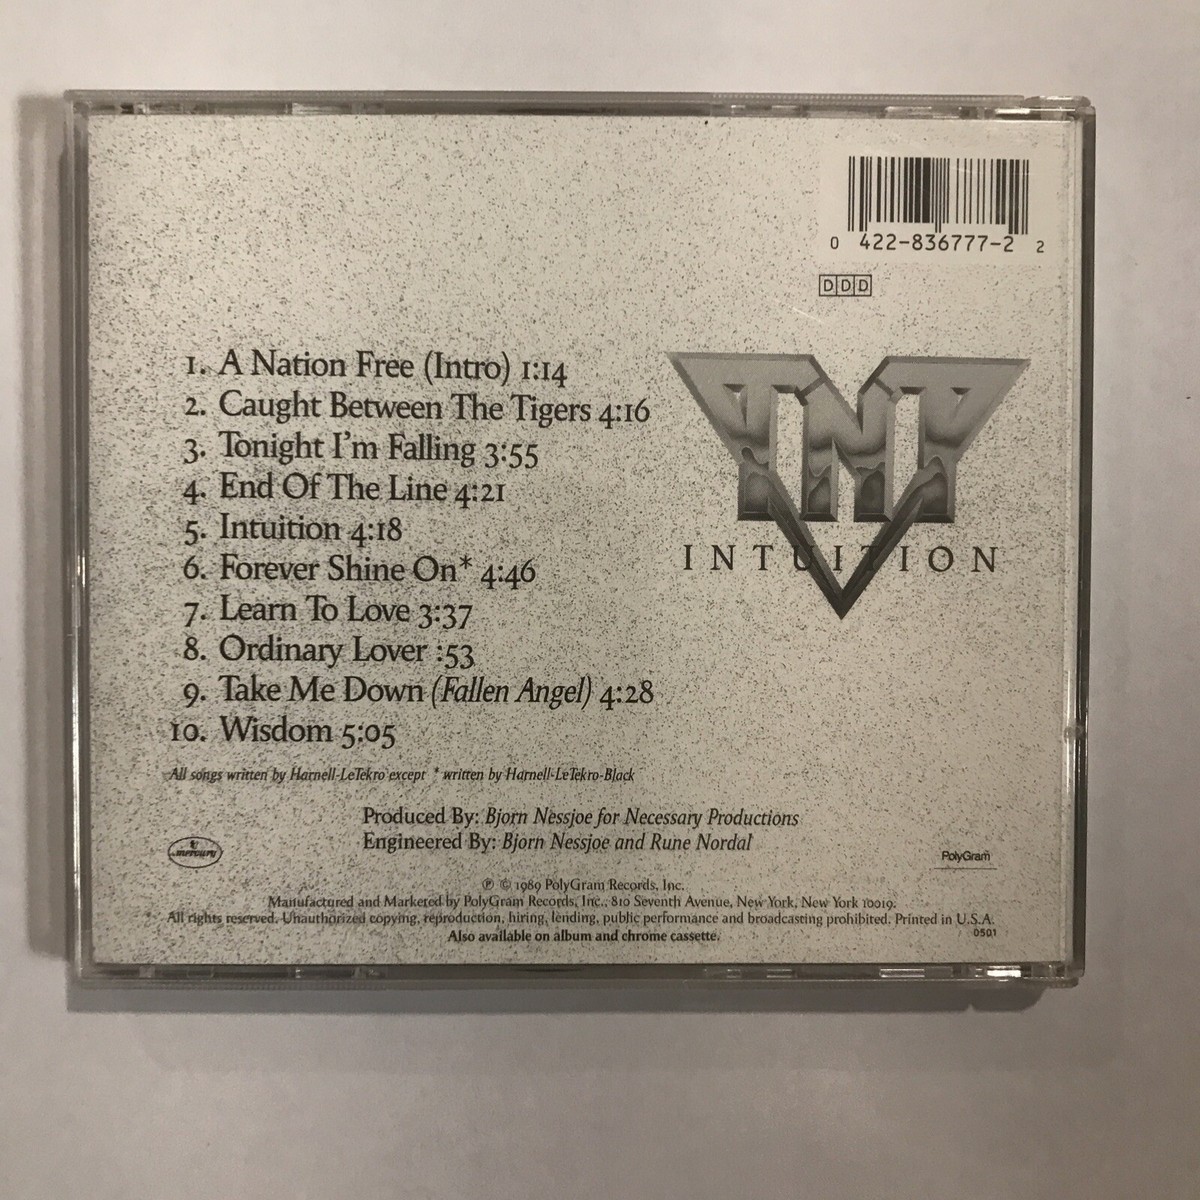 0 422-836777-2 2
DDD
1. A Nation Free (Intro) 1:14
2. Caught Between The Tigers 4:16
3. Tonight I'm Falling 3:55
4. End Of The Line 4:21
5. Intuition 4:18
6. Forever Shine On* 4:46
7. Learn To Love 3:37
8. Ordinary Lover :53
9. Take Me Down (Fallen Angel) 4:28
10. Wisdom 5:05
TNT
INTUITION
All songs written by Harnell-LeTekro except * written by Harnell-LeTekro-Black
Produced By: Bjorn Nessjoe for Necessary Productions
Engineered By: Bjorn Nessjoe and Rune Nordal
mercury
PolyGram
℗ © 1989 PolyGram Records, Inc.
Manufactured and Marketed by PolyGram Records, Inc., 810 Seventh Avenue, New York, New York 10019.
All rights reserved. Unauthorized copying, reproduction, hiring, lending, public performance and broadcasting prohibited. Printed in U.S.A.
Also available on album and chrome cassette.
0501